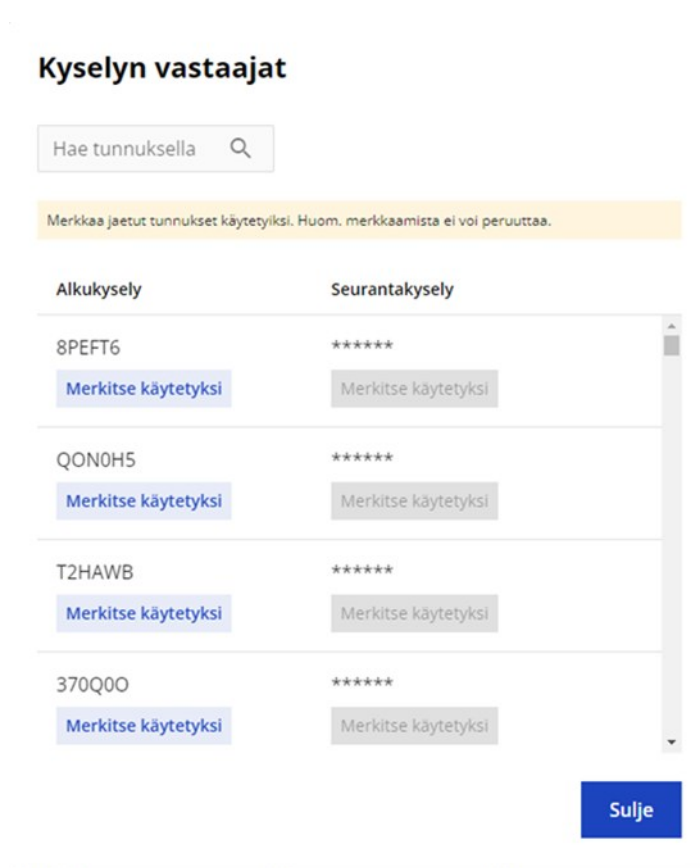 Kyselyn vastaajat
Hae tunnuksella
Merkkaa jaetut tunnukset käytetyiksi. Huom. merkkaamista ei voi peruuttaa.
Alkukysely Seurantakysely
8PEFT6 ******
Merkitse käytetyksi Merkitse käytetyksi
QON0H5 ******
Merkitse käytetyksi Merkitse käytetyksi
T2HAWB ******
Merkitse käytetyksi Merkitse käytetyksi
370Q0O ******
Merkitse käytetyksi Merkitse käytetyksi
Sulje